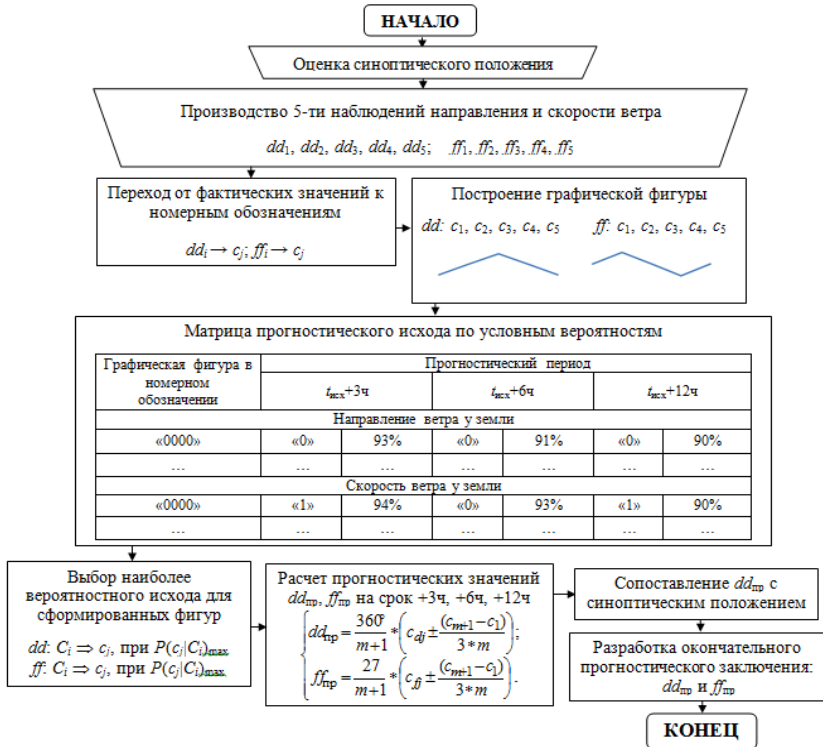 НАЧАЛО
Оценка синоптического положения
Производство 5-ти наблюдений направления и скорости ветра
dd₁, dd₂, dd₃, dd₄, dd₅; ff₁, ff₂, ff₃, ff₄, ff₅
Переход от фактических значений к
номерным обозначениям
ddᵢ → cⱼ; ffᵢ → cⱼ
Построение графической фигуры
dd: c₁, c₂, c₃, c₄, c₅ ff: c₁, c₂, c₃, c₄, c₅
Матрица прогностического исхода по условным вероятностям
Графическая фигура в
номерном
обозначении
Прогностический период
tисх+3ч tисх+6ч tисх+12ч
Направление ветра у земли
«0000» «0» 93% «0» 91% «0» 90%
... ... ... ... ... ... ...
Скорость ветра у земли
«0000» «1» 94% «0» 93% «1» 90%
... ... ... ... ... ... ...
Выбор наиболее
вероятностного исхода для
сформированных фигур
dd: Cᵢ ⇒ cⱼ, при P(cⱼ|Cᵢ)max
ff: Cᵢ ⇒ cⱼ, при P(cⱼ|Cᵢ)max
Расчет прогностических значений
ddпр, ffпр на срок +3ч, +6ч, +12ч
ddпр = 360°/(m+1) * (c_dj ± (c_{m+1} − c₁)/(3*m));
ffпр = 27/(m+1) * (c_fj ± (c_{m+1} − c₁)/(3*m)).
Сопоставление ddпр с
синоптическим положением
Разработка окончательного
прогностического заключения:
ddпр и ffпр
КОНЕЦ